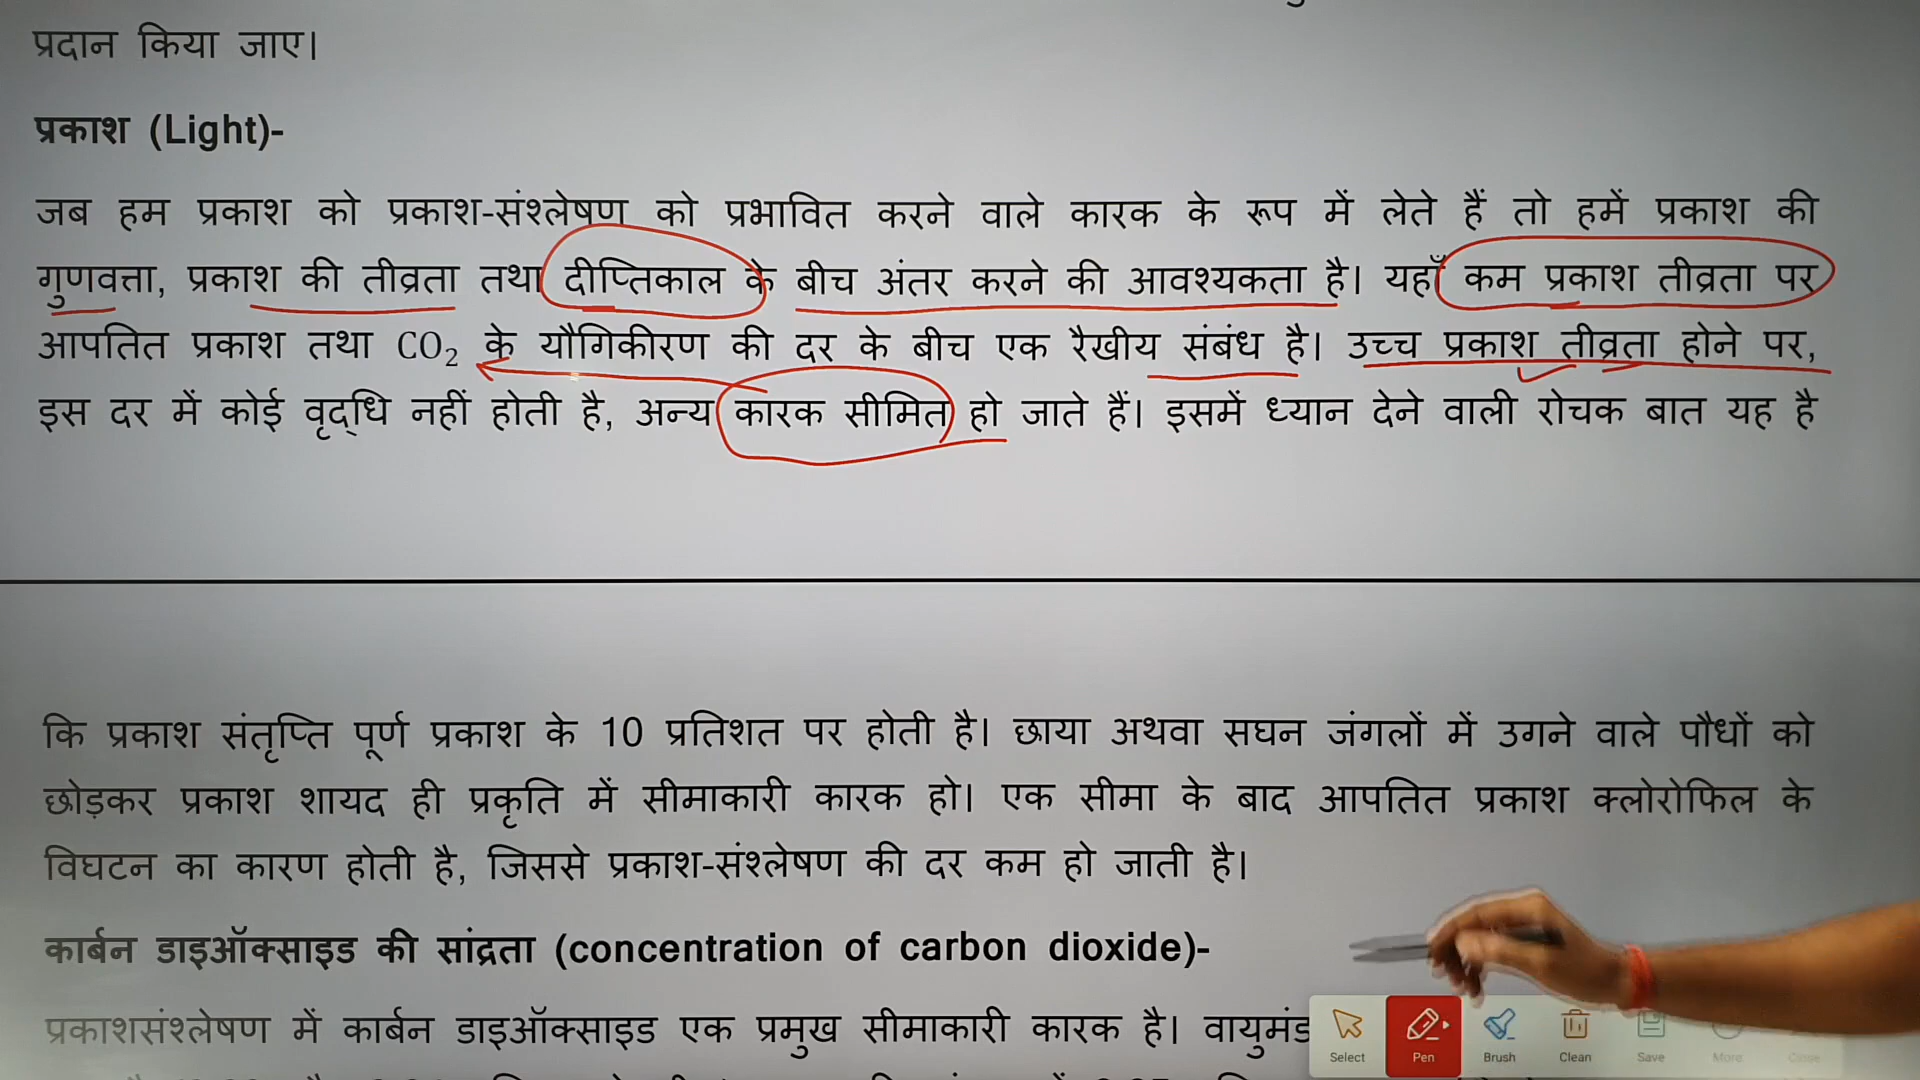 प्रदान किया जाए।
प्रकाश (Light)-
जब हम प्रकाश को प्रकाश-संश्लेषण को प्रभावित करने वाले कारक के रूप में लेते हैं तो हमें प्रकाश की
गुणवत्ता, प्रकाश की तीव्रता तथा दीप्तिकाल के बीच अंतर करने की आवश्यकता है। यहाँ कम प्रकाश तीव्रता पर
आपतित प्रकाश तथा CO₂ के यौगिकीरण की दर के बीच एक रैखीय संबंध है। उच्च प्रकाश तीव्रता होने पर,
इस दर में कोई वृद्धि नहीं होती है, अन्य कारक सीमित हो जाते हैं। इसमें ध्यान देने वाली रोचक बात यह है
कि प्रकाश संतृप्ति पूर्ण प्रकाश के 10 प्रतिशत पर होती है। छाया अथवा सघन जंगलों में उगने वाले पौधों को
छोड़कर प्रकाश शायद ही प्रकृति में सीमाकारी कारक हो। एक सीमा के बाद आपतित प्रकाश क्लोरोफिल के
विघटन का कारण होती है, जिससे प्रकाश-संश्लेषण की दर कम हो जाती है।
कार्बन डाइऑक्साइड की सांद्रता (concentration of carbon dioxide)-
प्रकाशसंश्लेषण में कार्बन डाइऑक्साइड एक प्रमुख सीमाकारी कारक है।
Select Pen Brush Clean Save More Close